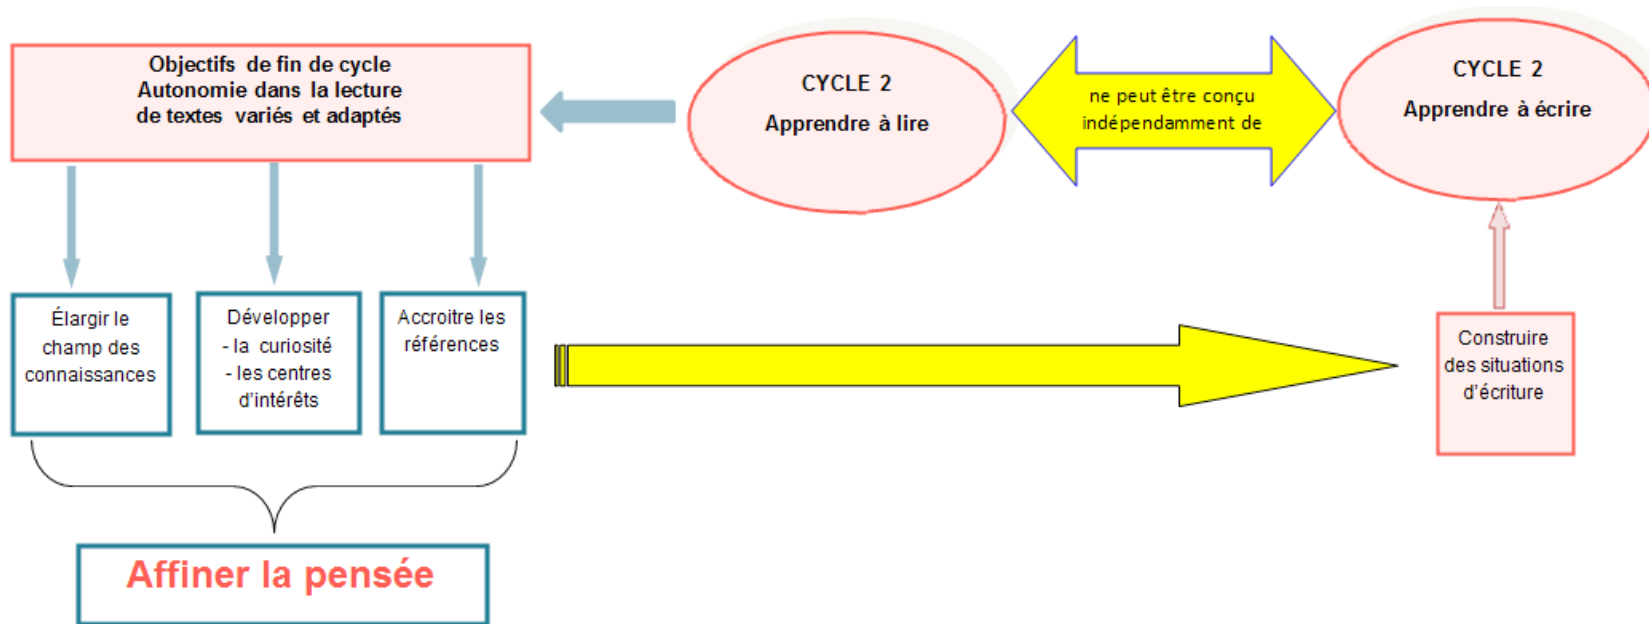 Objectifs de fin de cycle
Autonomie dans la lecture
de textes variés et adaptés
CYCLE 2
Apprendre à lire
ne peut être conçu
indépendamment de
CYCLE 2
Apprendre à écrire
Élargir le
champ des
connaissances
Développer
- la curiosité
- les centres
d'intérêts
Accroitre les
références
Construire
des situations
d'écriture
Affiner la pensée